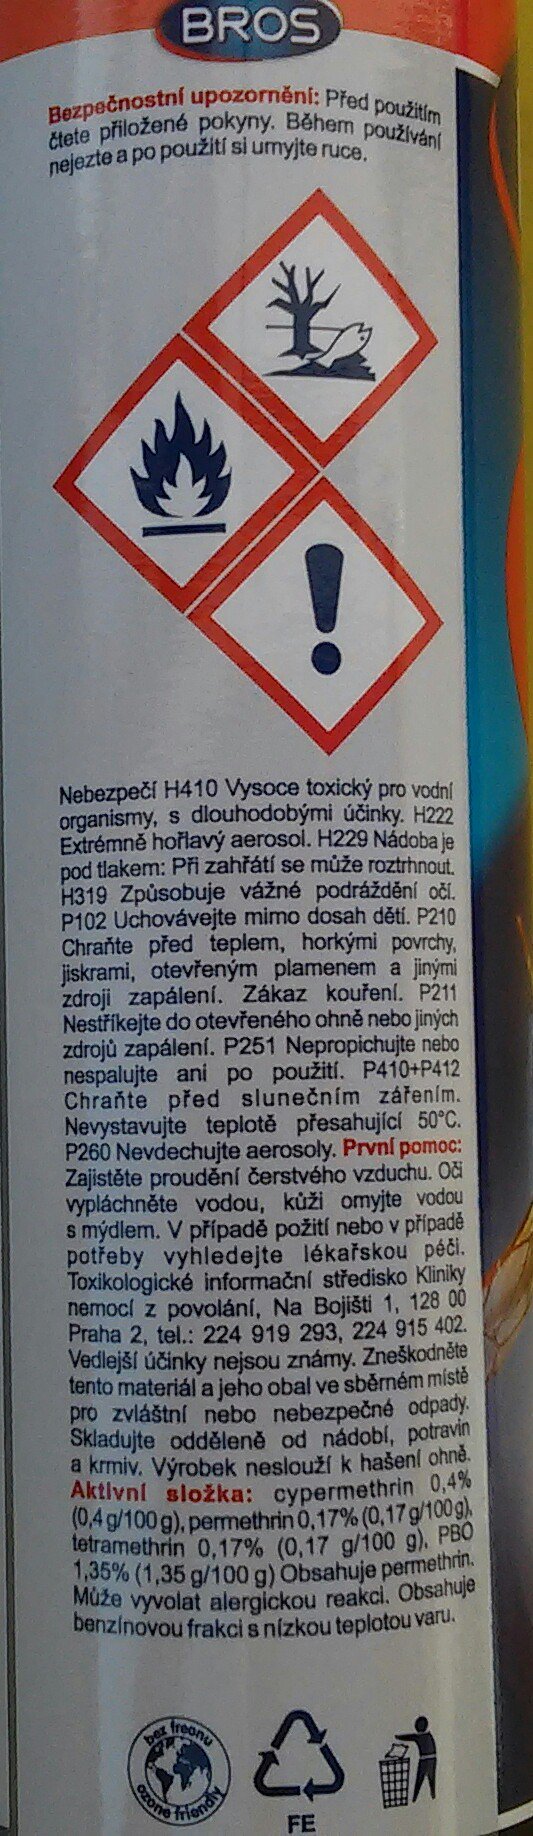 BROS
Bezpečnostní upozornění: Před použitím
čtete přiložené pokyny. Během používání
nejezte a po použití si umyjte ruce.
Nebezpečí H410 Vysoce toxický pro vodní
organismy, s dlouhodobými účinky. H222
Extrémně hořlavý aerosol. H229 Nádoba je
pod tlakem: Při zahřátí se může roztrhnout.
H319 Způsobuje vážné podráždění očí.
P102 Uchovávejte mimo dosah dětí. P210
Chraňte před teplem, horkými povrchy,
jiskrami, otevřeným plamenem a jinými
zdroji zapálení. Zákaz kouření. P211
Nestříkejte do otevřeného ohně nebo jiných
zdrojů zapálení. P251 Nepropichujte nebo
nespalujte ani po použití. P410+P412
Chraňte před slunečním zářením.
Nevystavujte teplotě přesahující 50°C.
P260 Nevdechujte aerosoly. První pomoc:
Zajistěte proudění čerstvého vzduchu. Oči
vypláchněte vodou, kůži omyjte vodou
s mýdlem. V případě požití nebo v případě
potřeby vyhledejte lékařskou péči.
Toxikologické informační středisko Kliniky
nemocí z povolání, Na Bojišti 1, 128 00
Praha 2, tel.: 224 919 293, 224 915 402.
Vedlejší účinky nejsou známy. Zneškodněte
tento materiál a jeho obal ve sběrném místě
pro zvláštní nebo nebezpečné odpady.
Skladujte odděleně od nádobí, potravin
a krmiv. Výrobek neslouží k hašení ohně.
Aktivní složka: cypermethrin 0,4%
(0,4 g/100 g), permethrin 0,17% (0,17 g/100 g),
tetramethrin 0,17% (0,17 g/100 g), PBO
1,35% (1,35 g/100 g) Obsahuje permethrin.
Může vyvolat alergickou reakci. Obsahuje
benzínovou frakci s nízkou teplotou varu.
bez freonu
ozone friendly
FE